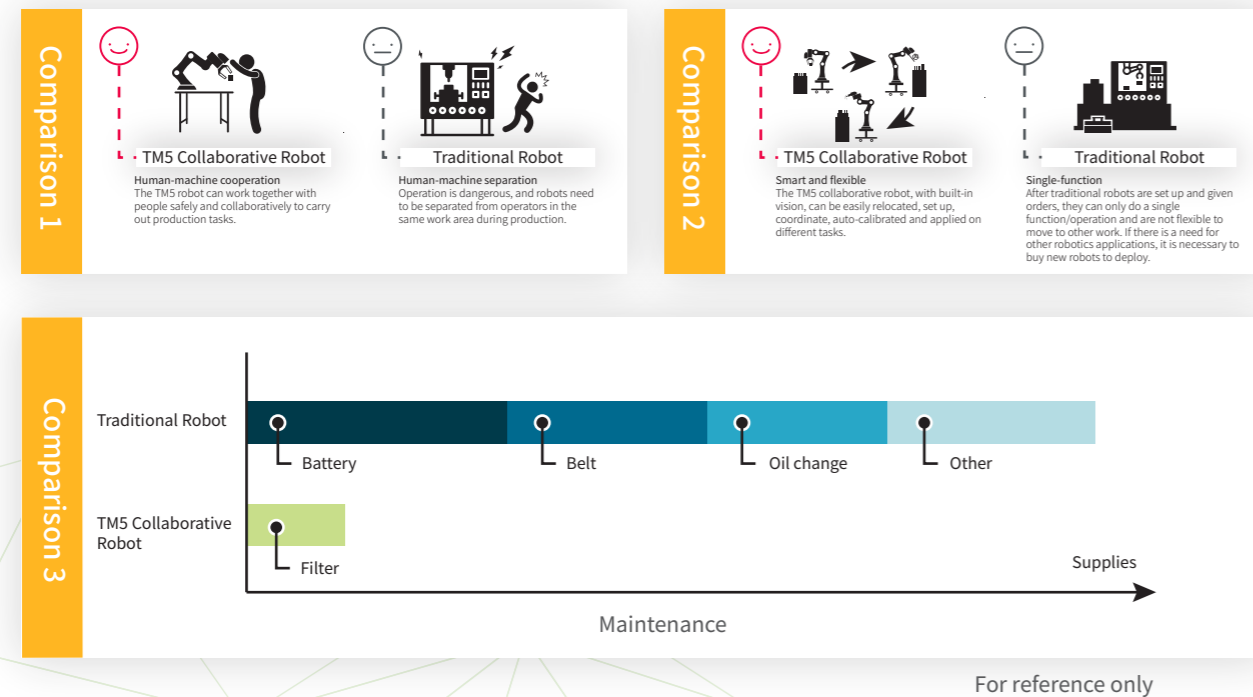 Comparison 1
TM5 Collaborative Robot
Human-machine cooperation
The TM5 robot can work together with
people safely and collaboratively to carry
out production tasks.
Traditional Robot
Human-machine separation
Operation is dangerous, and robots need
to be separated from operators in the
same work area during production.
Comparison 2
TM5 Collaborative Robot
Smart and flexible
The TM5 collaborative robot, with built-in
vision, can be easily relocated, set up,
coordinate, auto-calibrated and applied on
different tasks.
Traditional Robot
Single-function
After traditional robots are set up and given
orders, they can only do a single
function/operation and are not flexible to
move to other work. If there is a need for
other robotics applications, it is necessary to
buy new robots to deploy.
Comparison 3
Traditional Robot
Battery
Belt
Oil change
Other
TM5 Collaborative
Robot
Filter
Supplies
Maintenance
For reference only